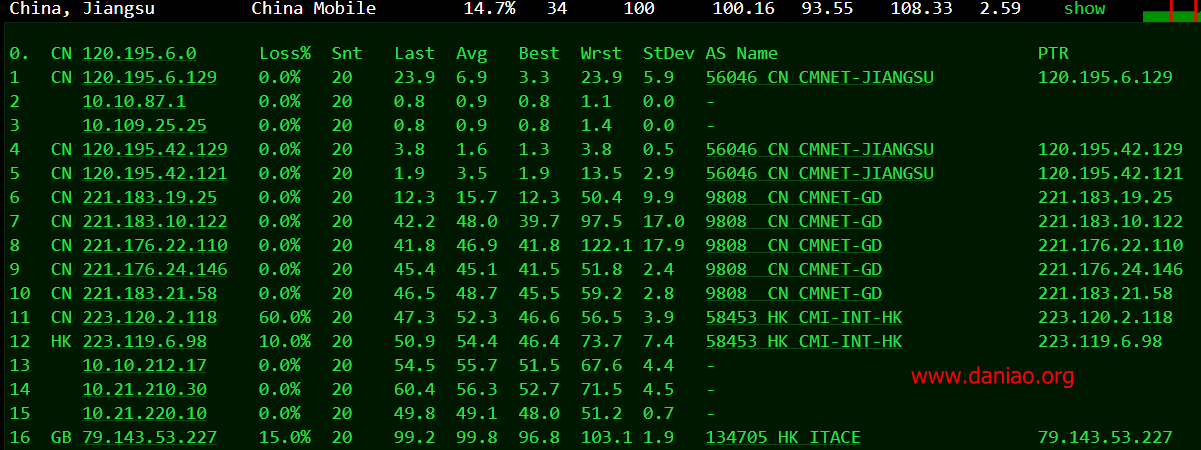 China, Jiangsu China Mobile 14.7% 34 100 100.16 93.55 108.33 2.59 show
0. CN 120.195.6.0 Loss% Snt Last Avg Best Wrst StDev AS Name PTR
1 CN 120.195.6.129 0.0% 20 23.9 6.9 3.3 23.9 5.9 56046 CN CMNET-JIANGSU 120.195.6.129
2 10.10.87.1 0.0% 20 0.8 0.9 0.8 1.1 0.0 -
3 10.109.25.25 0.0% 20 0.8 0.9 0.8 1.4 0.0 -
4 CN 120.195.42.129 0.0% 20 3.8 1.6 1.3 3.8 0.5 56046 CN CMNET-JIANGSU 120.195.42.129
5 CN 120.195.42.121 0.0% 20 1.9 3.5 1.9 13.5 2.9 56046 CN CMNET-JIANGSU 120.195.42.121
6 CN 221.183.19.25 0.0% 20 12.3 15.7 12.3 50.4 9.9 9808 CN CMNET-GD 221.183.19.25
7 CN 221.183.10.122 0.0% 20 42.2 48.0 39.7 97.5 17.0 9808 CN CMNET-GD 221.183.10.122
8 CN 221.176.22.110 0.0% 20 41.8 46.9 41.8 122.1 17.9 9808 CN CMNET-GD 221.176.22.110
9 CN 221.176.24.146 0.0% 20 45.4 45.1 41.5 51.8 2.4 9808 CN CMNET-GD 221.176.24.146
10 CN 221.183.21.58 0.0% 20 46.5 48.7 45.5 59.2 2.8 9808 CN CMNET-GD 221.183.21.58
11 CN 223.120.2.118 60.0% 20 47.3 52.3 46.6 56.5 3.9 58453 HK CMI-INT-HK 223.120.2.118
12 HK 223.119.6.98 10.0% 20 50.9 54.4 46.4 73.7 7.4 58453 HK CMI-INT-HK 223.119.6.98
13 10.10.212.17 0.0% 20 54.5 55.7 51.5 67.6 4.4 -
www.daniao.org
14 10.21.210.30 0.0% 20 60.4 56.3 52.7 71.5 4.5 -
15 10.21.220.10 0.0% 20 49.8 49.1 48.0 51.2 0.7 -
16 GB 79.143.53.227 15.0% 20 99.2 99.8 96.8 103.1 1.9 134705 HK ITACE 79.143.53.227